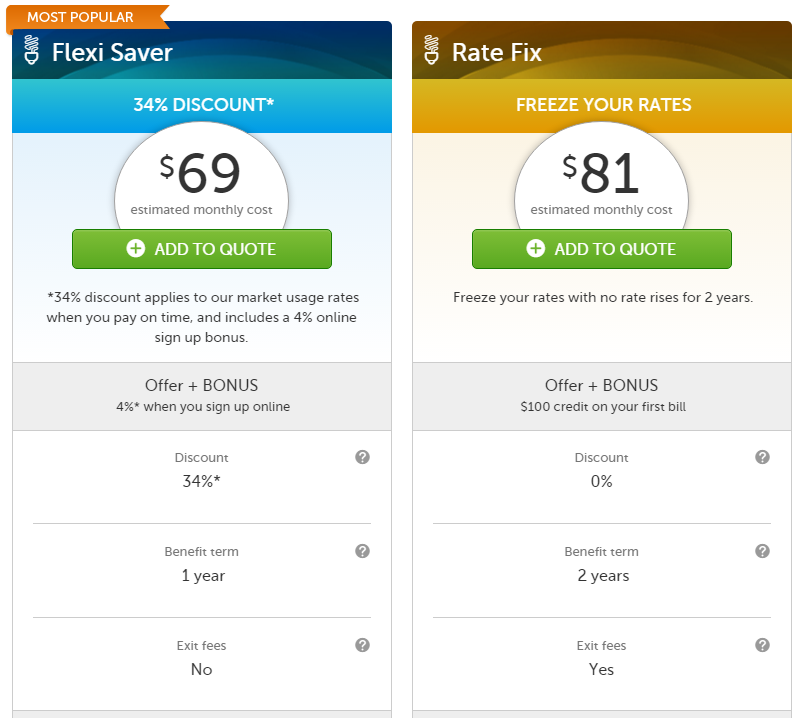 MOST POPULAR
Flexi Saver
34% DISCOUNT*
$69
estimated monthly cost
ADD TO QUOTE
*34% discount applies to our market usage rates
when you pay on time, and includes a 4% online
sign up bonus.
Offer + BONUS
4%* when you sign up online
Discount
34%*
Benefit term
1 year
Exit fees
No
Rate Fix
FREEZE YOUR RATES
$81
estimated monthly cost
ADD TO QUOTE
Freeze your rates with no rate rises for 2 years.
Offer + BONUS
$100 credit on your first bill
Discount
0%
Benefit term
2 years
Exit fees
Yes